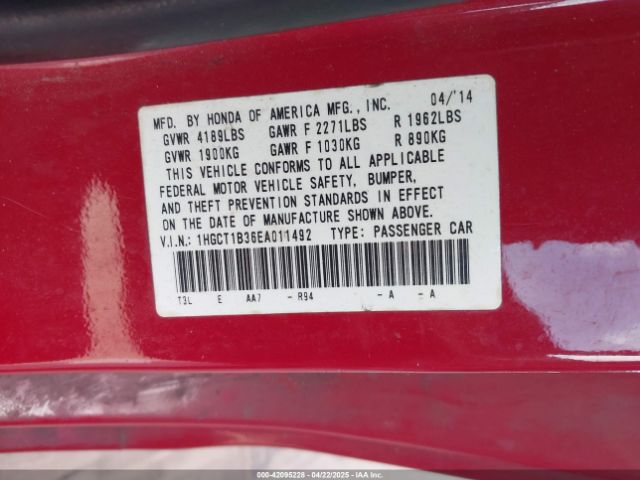 MFD. BY HONDA OF AMERICA MFG., INC. 04/'14
GVWR 4189LBS GAWR F 2271LBS R 1962LBS
GVWR 1900KG GAWR F 1030KG R 890KG
THIS VEHICLE CONFORMS TO ALL APPLICABLE
FEDERAL MOTOR VEHICLE SAFETY, BUMPER,
AND THEFT PREVENTION STANDARDS IN EFFECT
ON THE DATE OF MANUFACTURE SHOWN ABOVE.
V.I.N.: 1HGCT1B36EA011492 TYPE: PASSENGER CAR
T3L E AA7 - R94 - A - A
000-42095228 - 04/22/2025 - IAA Inc.